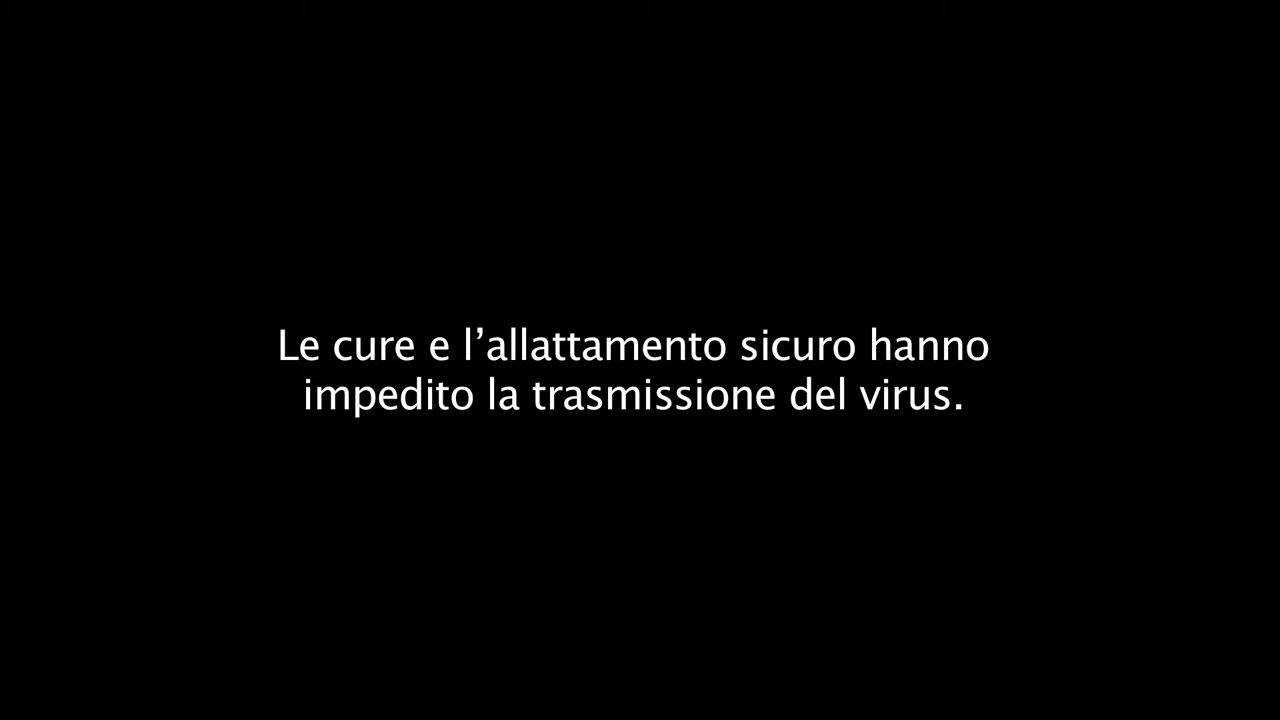 Le cure e l’allattamento sicuro hanno
impedito la trasmissione del virus.